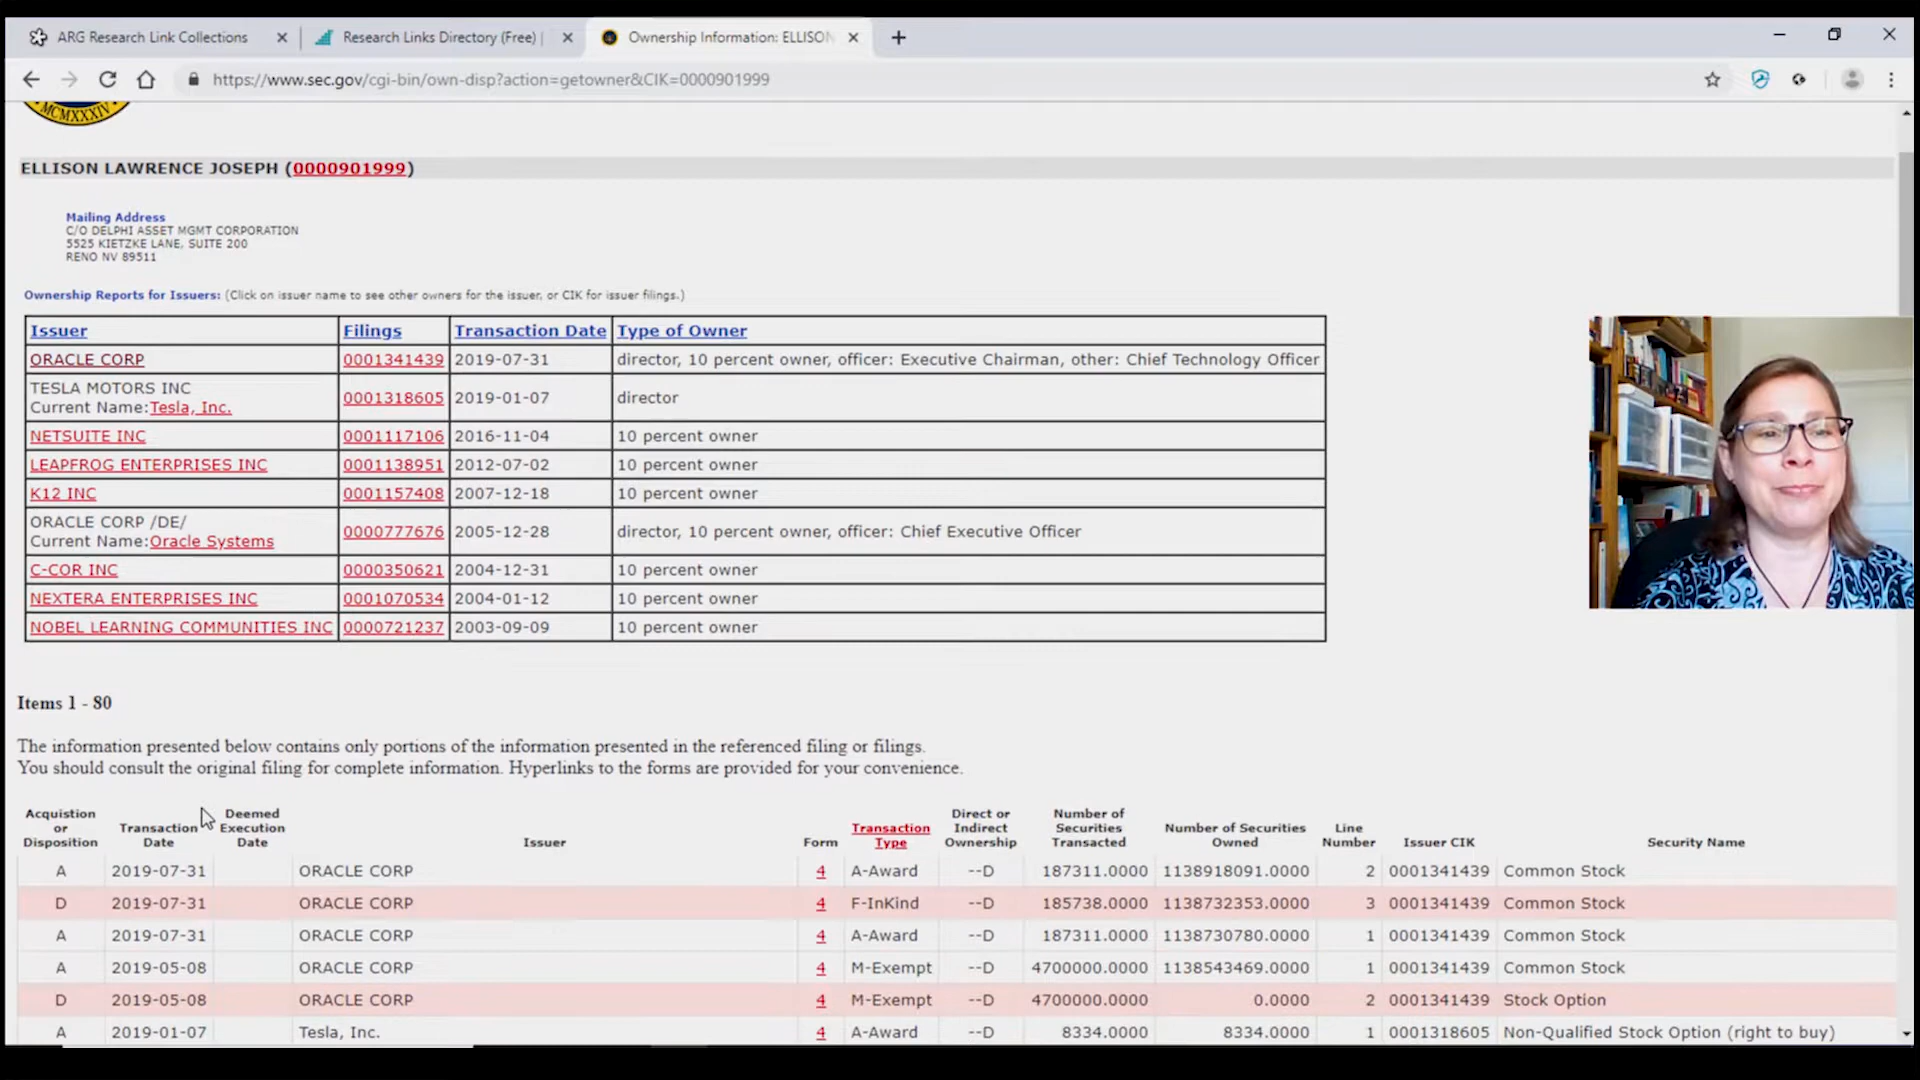 ARG Research Link Collections
Research Links Directory (Free) |
Ownership Information: ELLISON
https://www.sec.gov/cgi-bin/own-disp?action=getowner&CIK=0000901999
MCMXXXIV
ELLISON LAWRENCE JOSEPH (0000901999)
Mailing Address
C/O DELPHI ASSET MGMT CORPORATION
5525 KIETZKE LANE, SUITE 200
RENO NV 89511
Ownership Reports for Issuers: (Click on issuer name to see other owners for the issuer, or CIK for issuer filings.)
Issuer Filings Transaction Date Type of Owner
ORACLE CORP 0001341439 2019-07-31 director, 10 percent owner, officer: Executive Chairman, other: Chief Technology Officer
TESLA MOTORS INC
Current Name:Tesla, Inc. 0001318605 2019-01-07 director
NETSUITE INC 0001117106 2016-11-04 10 percent owner
LEAPFROG ENTERPRISES INC 0001138951 2012-07-02 10 percent owner
K12 INC 0001157408 2007-12-18 10 percent owner
ORACLE CORP /DE/
Current Name:Oracle Systems 0000777676 2005-12-28 director, 10 percent owner, officer: Chief Executive Officer
C-COR INC 0000350621 2004-12-31 10 percent owner
NEXTERA ENTERPRISES INC 0001070534 2004-01-12 10 percent owner
NOBEL LEARNING COMMUNITIES INC 0000721237 2003-09-09 10 percent owner
Items 1 - 80
The information presented below contains only portions of the information presented in the referenced filing or filings.
You should consult the original filing for complete information. Hyperlinks to the forms are provided for your convenience.
Acquisition or Disposition Transaction Date Deemed Execution Date Issuer Form Transaction Type Direct or Indirect Ownership Number of Securities Transacted Number of Securities Owned Line Number Issuer CIK Security Name
A 2019-07-31 ORACLE CORP 4 A-Award --D 187311.0000 1138918091.0000 2 0001341439 Common Stock
D 2019-07-31 ORACLE CORP 4 F-InKind --D 185738.0000 1138732353.0000 3 0001341439 Common Stock
A 2019-07-31 ORACLE CORP 4 A-Award --D 187311.0000 1138730780.0000 1 0001341439 Common Stock
A 2019-05-08 ORACLE CORP 4 M-Exempt --D 4700000.0000 1138543469.0000 1 0001341439 Common Stock
D 2019-05-08 ORACLE CORP 4 M-Exempt --D 4700000.0000 0.0000 2 0001341439 Stock Option
A 2019-01-07 Tesla, Inc. 4 A-Award --D 8334.0000 8334.0000 1 0001318605 Non-Qualified Stock Option (right to buy)